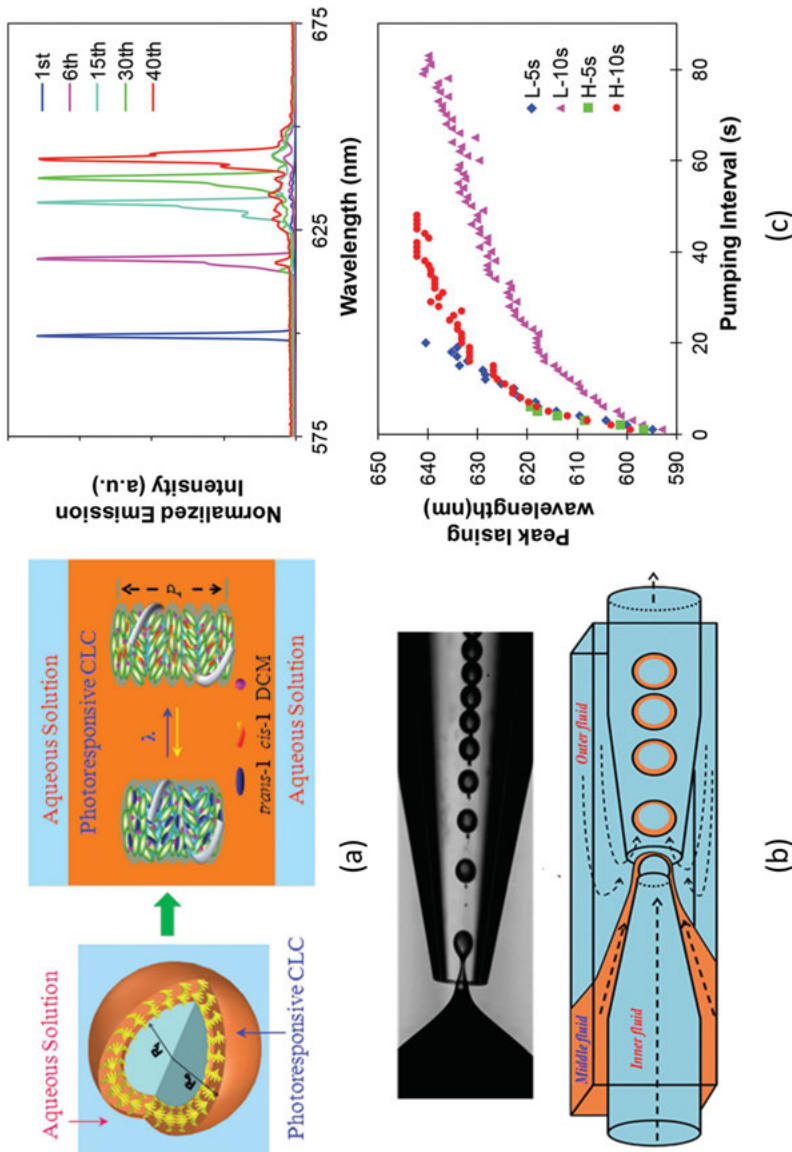 Aqueous Solution
R₁
R₂
Photoresponsive CLC
Aqueous Solution
Photoresponsive CLC
λ
P
trans-1 cis-1 DCM
Aqueous Solution
(a)
Middle fluid
Outer fluid
Inner fluid
(b)
Normalized Emission
Intensity (a.u.)
1st
6th
15th
30th
40th
575 625 675
Wavelength (nm)
Peak lasing
wavelength(nm)
650
640
630
620
610
600
590
L-5s
L-10s
H-5s
H-10s
0 20 40 60 80
Pumping Interval (s)
(c)